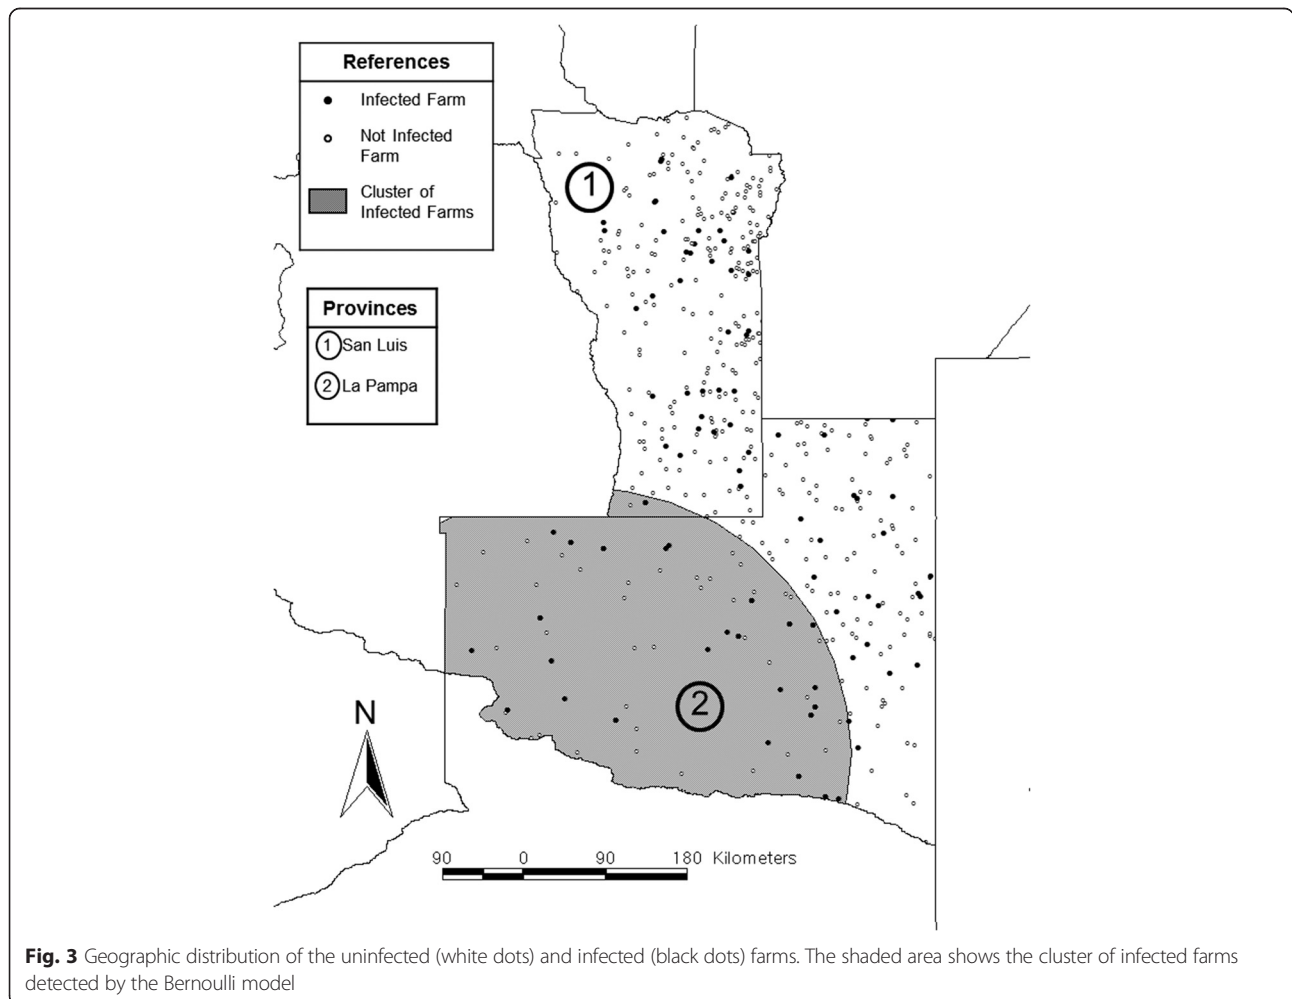 References
Infected Farm
Not Infected
Farm
Cluster of
Infected Farms
Provinces
1 San Luis
2 La Pampa
1
2
N
90 0 90 180 Kilometers
Fig. 3 Geographic distribution of the uninfected (white dots) and infected (black dots) farms. The shaded area shows the cluster of infected farms
detected by the Bernoulli model